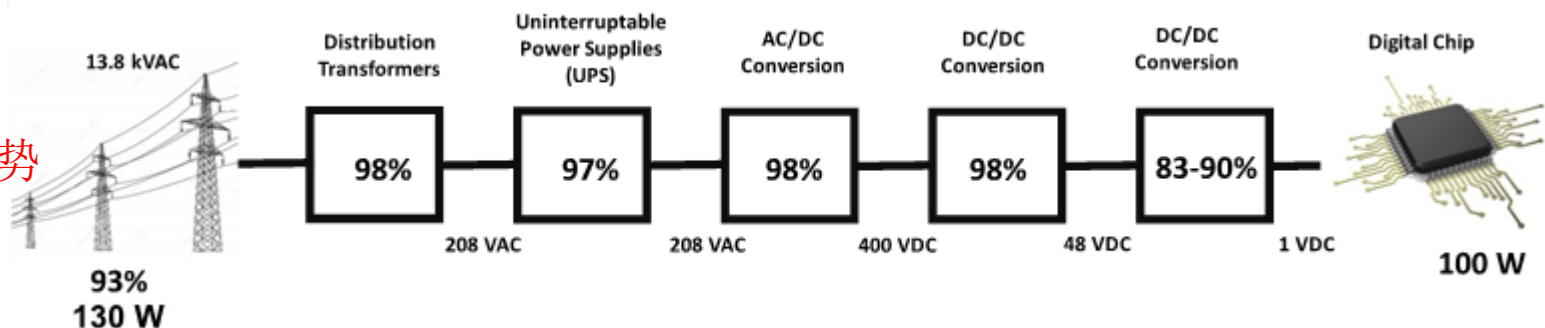 13.8 kVAC
势
93%
130 W
Distribution
Transformers
98%
208 VAC
Uninterruptable
Power Supplies
(UPS)
97%
208 VAC
AC/DC
Conversion
98%
400 VDC
DC/DC
Conversion
98%
48 VDC
DC/DC
Conversion
83-90%
1 VDC
Digital Chip
100 W